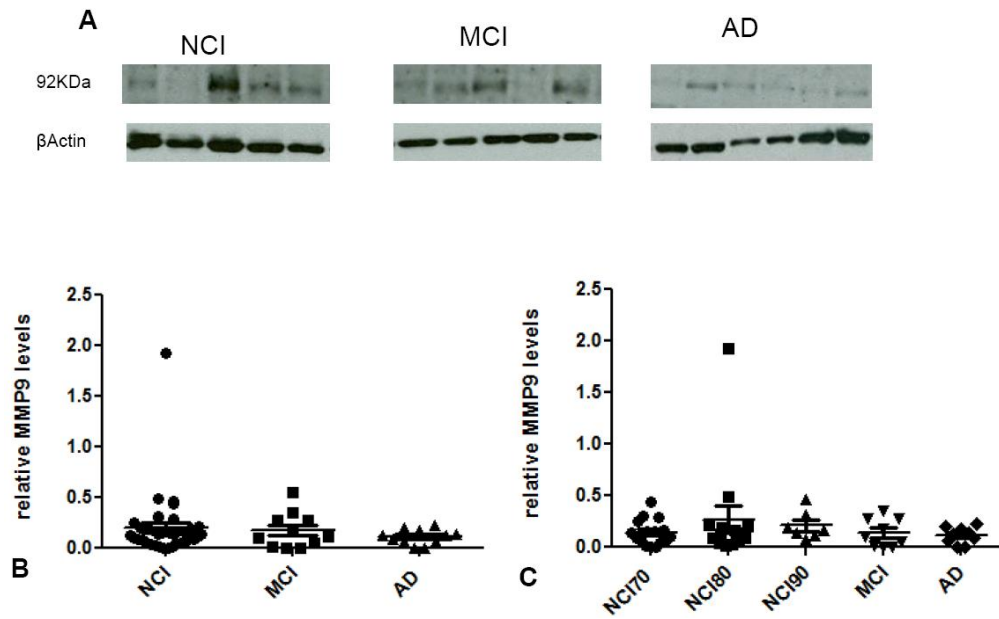 A
NCI MCI AD
92KDa
βActin
relative MMP9 levels
2.5
2.0
1.5
1.0
0.5
0.0
NCI
MCI
AD
B
relative MMP9 levels
2.5
2.0
1.5
1.0
0.5
0.0
NCI70
NCI80
NCI90
MCI
AD
C